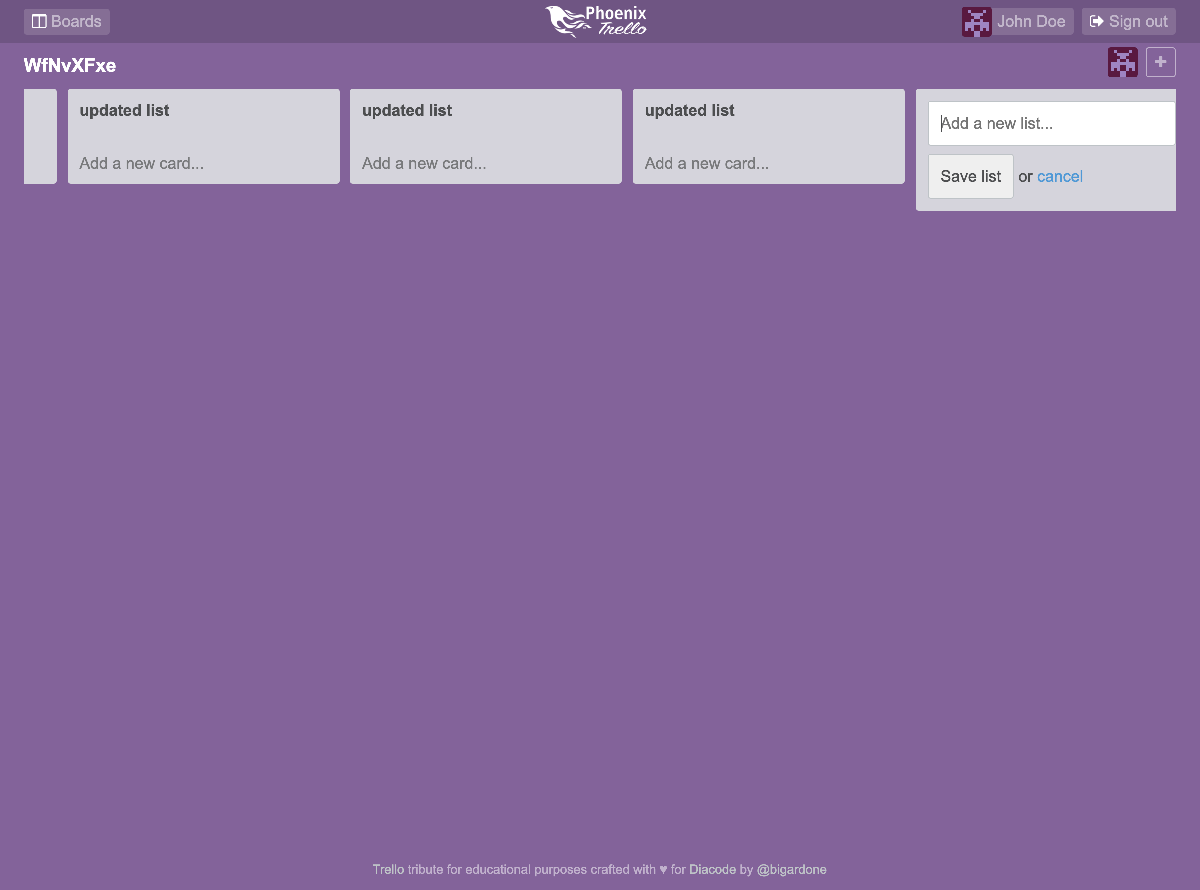 Boards
Phoenix
Trello
John Doe
Sign out
WfNvXFxe
+
updated list
Add a new card...
updated list
Add a new card...
updated list
Add a new card...
Add a new list...
Save list or cancel
Trello tribute for educational purposes crafted with ♥ for Diacode by @bigardone